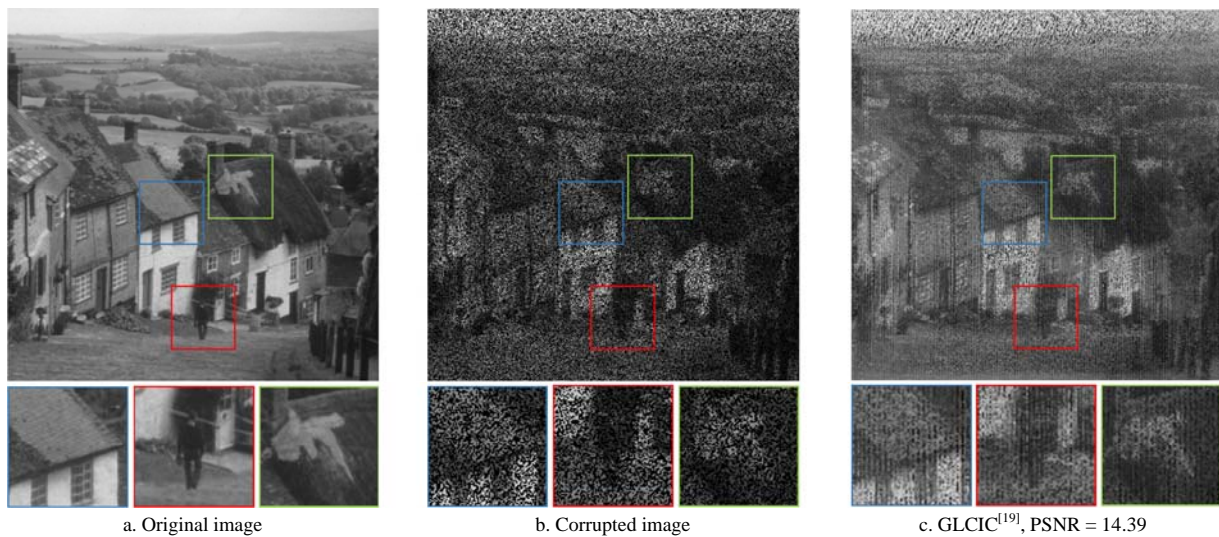 a. Original image
b. Corrupted image
c. GLCIC[19], PSNR = 14.39